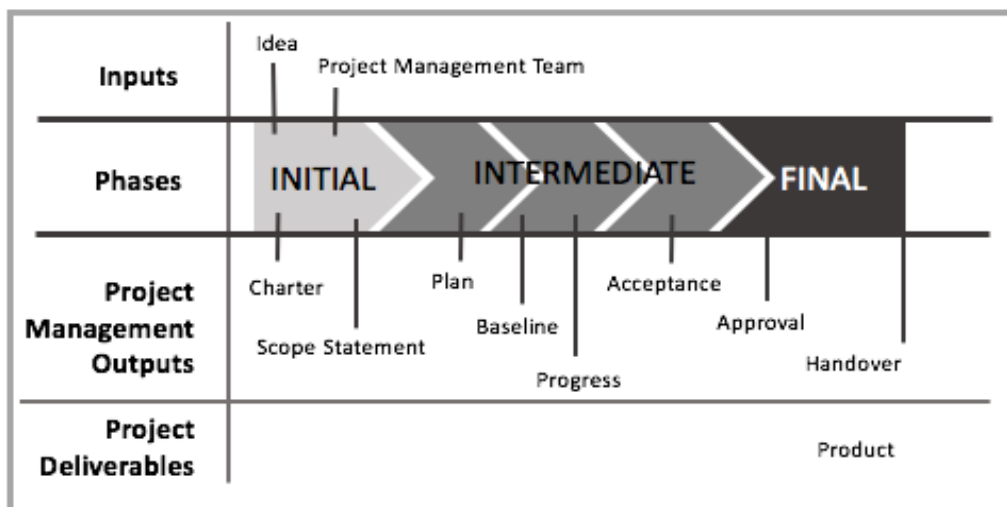 Idea
Inputs
Project Management Team
Phases
INITIAL
INTERMEDIATE
FINAL
Project
Management
Outputs
Charter
Scope Statement
Plan
Baseline
Progress
Acceptance
Approval
Handover
Project
Deliverables
Product